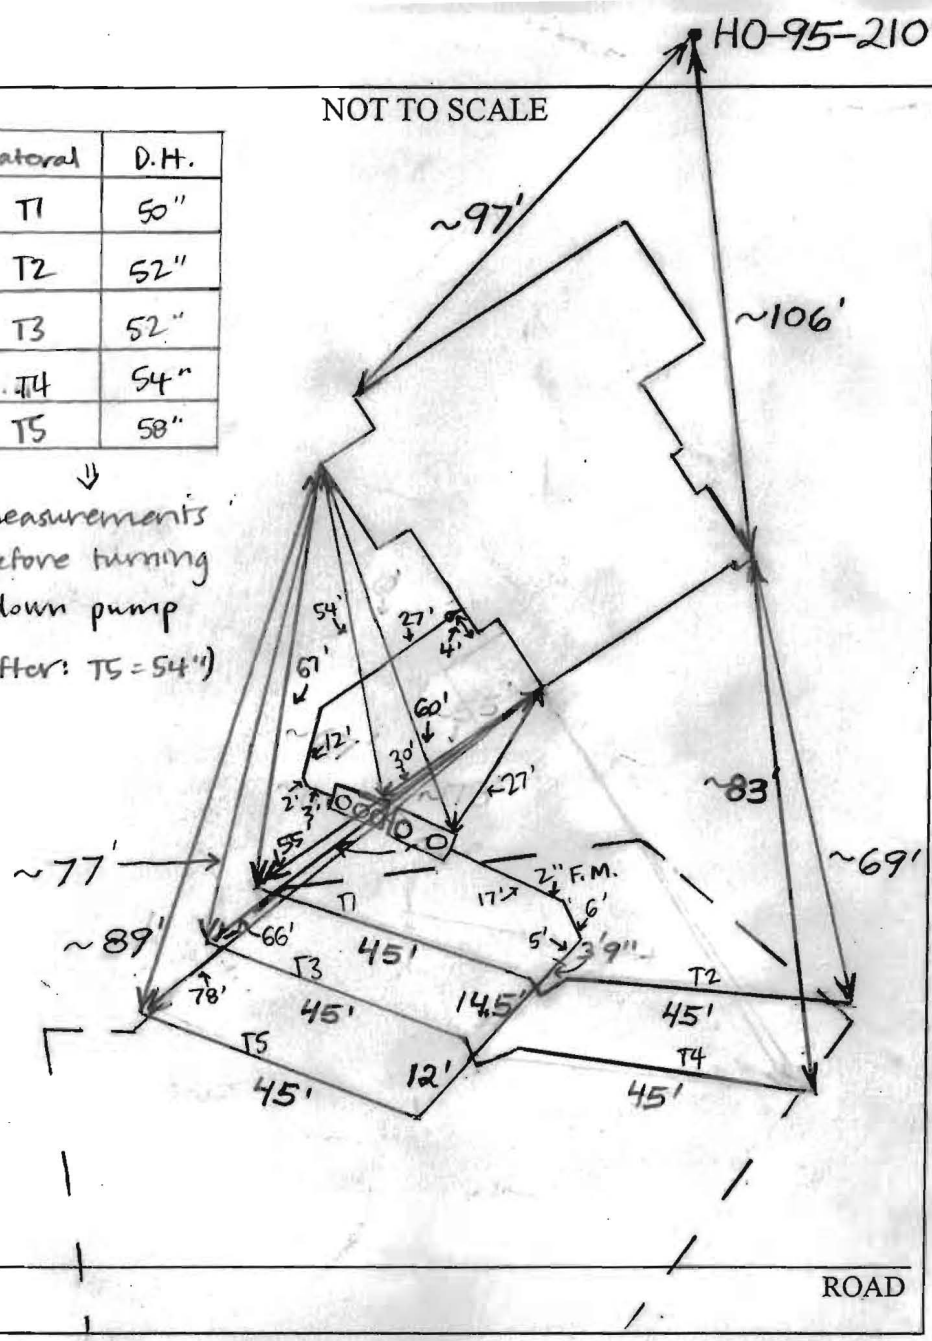 HO-95-210
NOT TO SCALE
ateral D.H.
T1 50"
T2 52"
T3 52"
T4 54"
T5 58"
⇓
easurements
efore turning
down pump
fter: T5 = 54")
~97'
~106'
54'
27'
4'
67'
60'
12'
30'
27'
2'
3'
~83'
55'
~77'
~69'
2" F.M.
17'
T1
6'
66'
5'
3'9"
~89'
45'
T3
T2
78'
14.5'
45'
45'
T5
T4
12'
45'
45'
ROAD